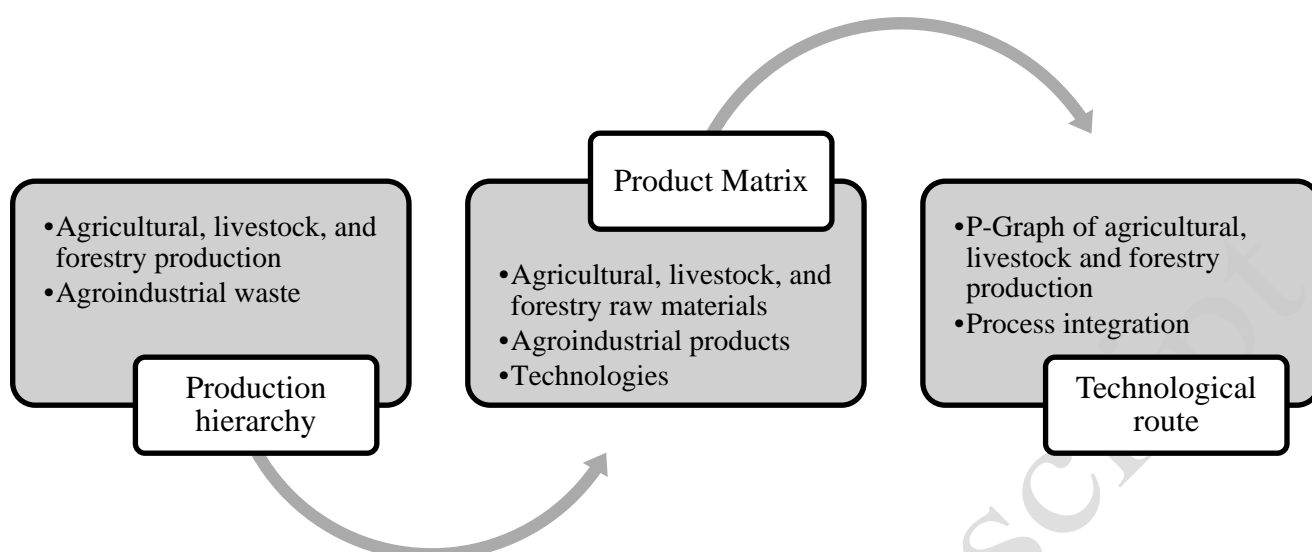 •Agricultural, livestock, and
forestry production
•Agroindustrial waste
Production
hierarchy
Product Matrix
•Agricultural, livestock, and
forestry raw materials
•Agroindustrial products
•Technologies
•P-Graph of agricultural,
livestock and forestry
production
•Process integration
Technological
route